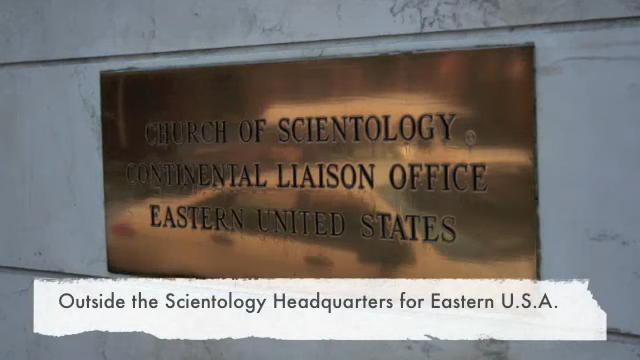 CHURCH OF SCIENTOLOGY
CONTINENTAL LIAISON OFFICE
EASTERN UNITED STATES
Outside the Scientology Headquarters for Eastern U.S.A.